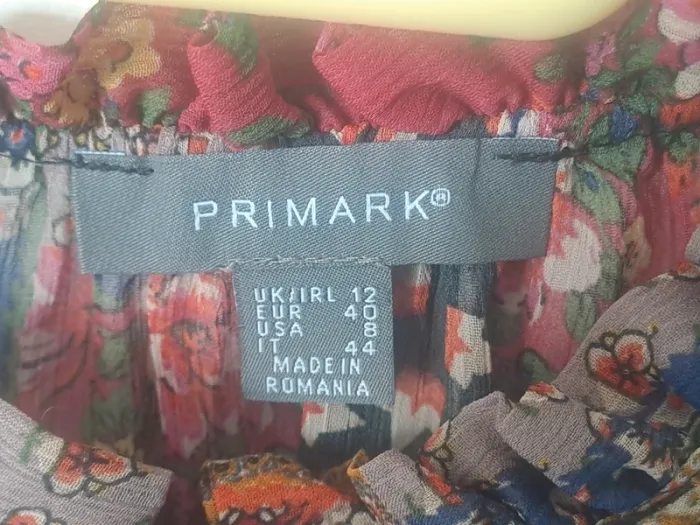 PRIMARK®
UK/IRL 12
EUR 40
USA 8
IT 44
MADE IN
ROMANIA